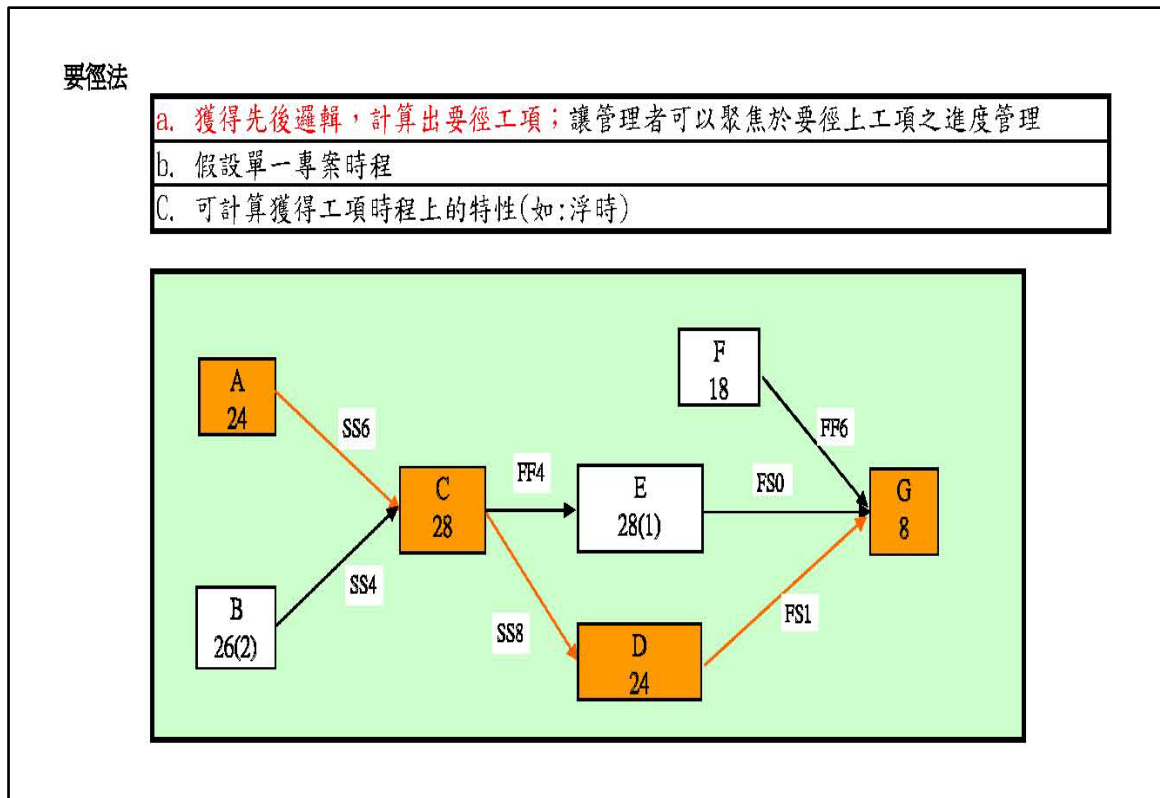 要徑法
a. 獲得先後邏輯，計算出要徑工項；讓管理者可以聚焦於要徑上工項之進度管理
b. 假設單一專案時程
C. 可計算獲得工項時程上的特性(如:浮時)
F
18
A
24
SS6
FF6
C
28
FF4
E
28(1)
FS0
G
8
SS4
B
26(2)
SS8
FS1
D
24